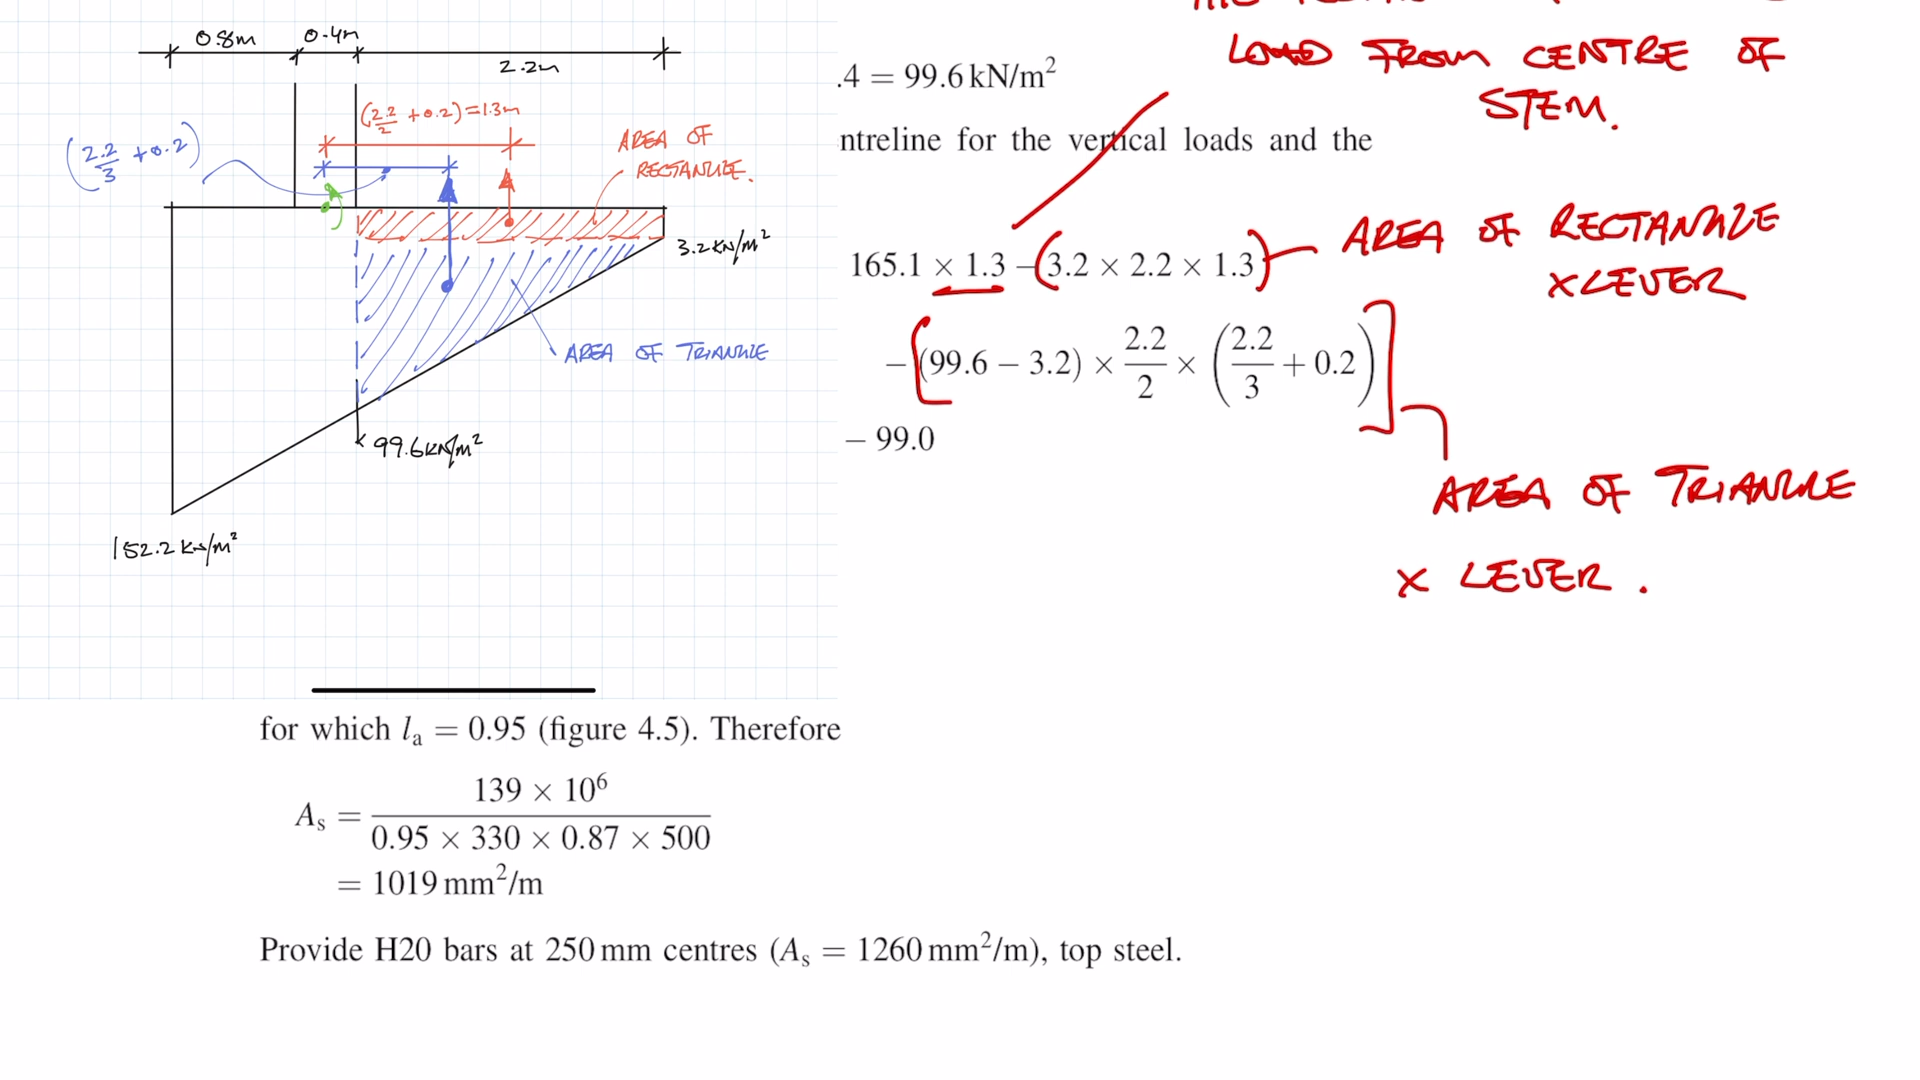 0.8m 0.4m 2.2m
(2.2/2 + 0.2) = 1.3m
(2.2/3 + 0.2)
AREA OF
RECTANGLE.
3.2 kN/m²
AREA OF TRIANGLE
99.6 kN/m²
152.2 kN/m²
LOAD FROM CENTRE OF
STEM.
.4 = 99.6 kN/m²
ntreline for the vertical loads and the
165.1 × 1.3 – (3.2 × 2.2 × 1.3)
AREA OF RECTANGLE
× LEVER
– [(99.6 – 3.2) × 2.2/2 × (2.2/3 + 0.2)]
– 99.0
AREA OF TRIANGLE
× LEVER .
for which lₐ = 0.95 (figure 4.5). Therefore
Aₛ = 139 × 10⁶ / 0.95 × 330 × 0.87 × 500
= 1019 mm²/m
Provide H20 bars at 250 mm centres (Aₛ = 1260 mm²/m), top steel.